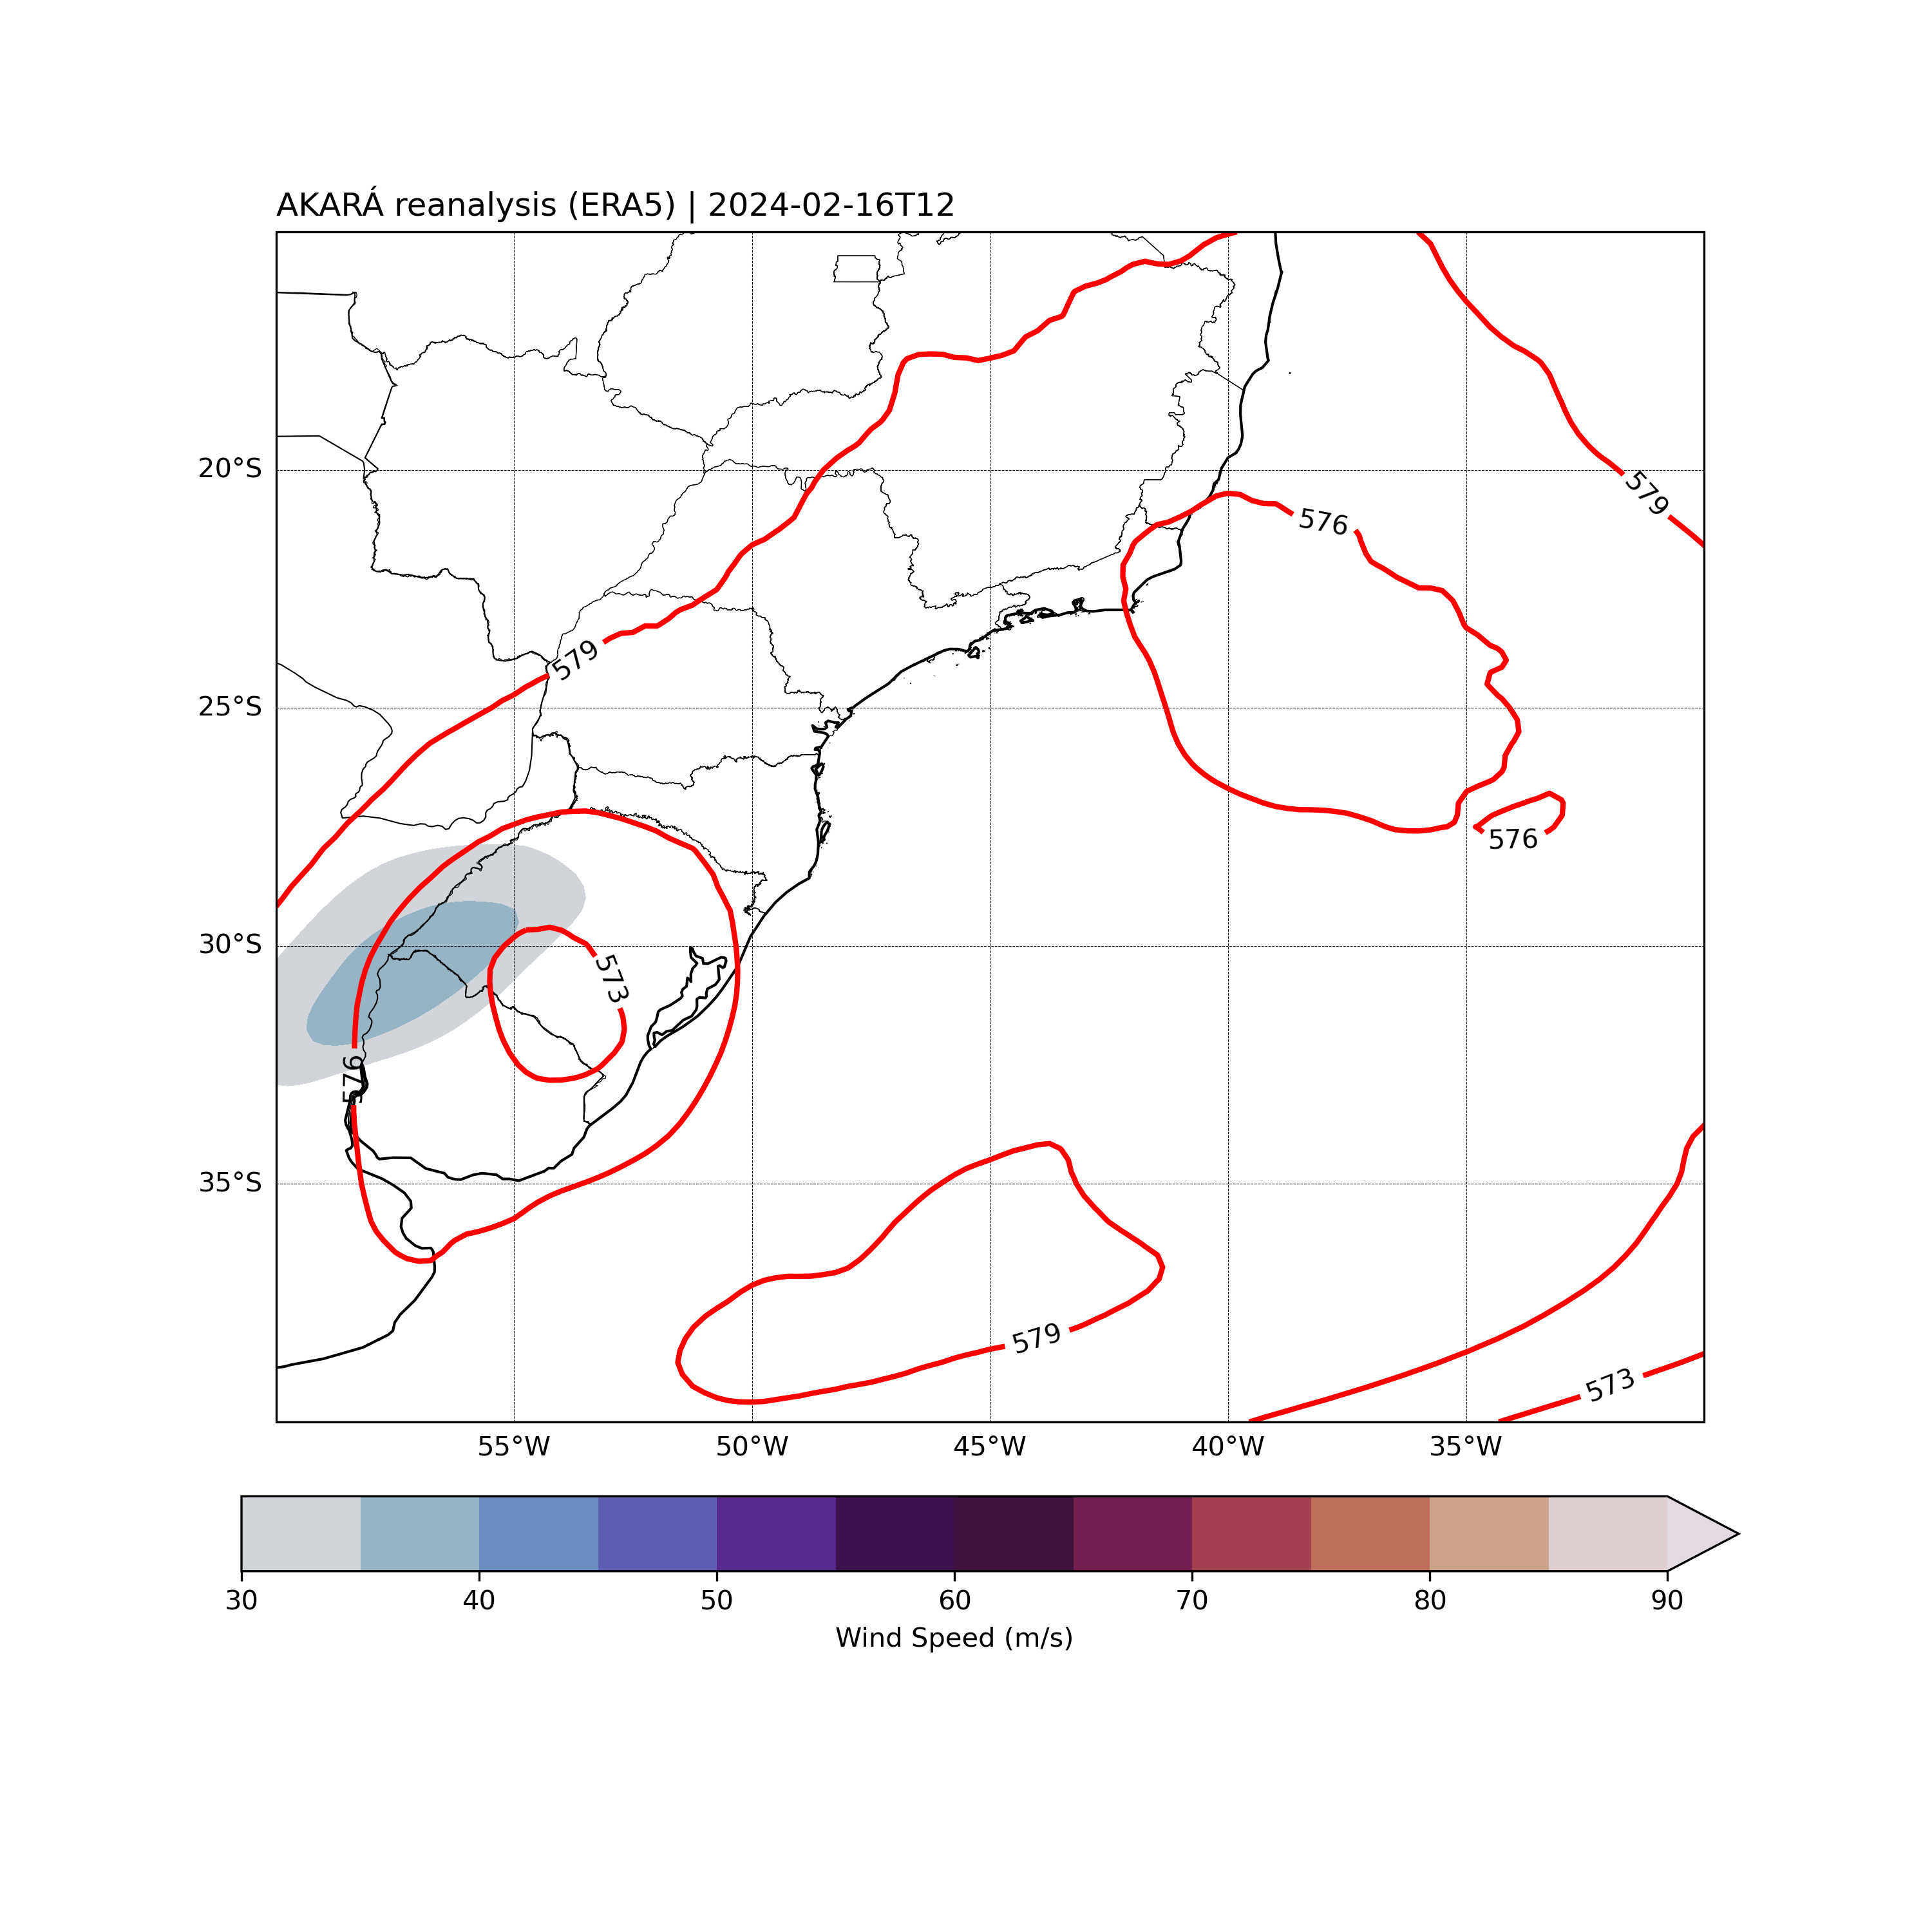 AKARÁ reanalysis (ERA5) | 2024-02-16T12
20°S
579
576
579
25°S
576
30°S
573
576
35°S
579
573
55°W 50°W 45°W 40°W 35°W
30 40 50 60 70 80 90
Wind Speed (m/s)